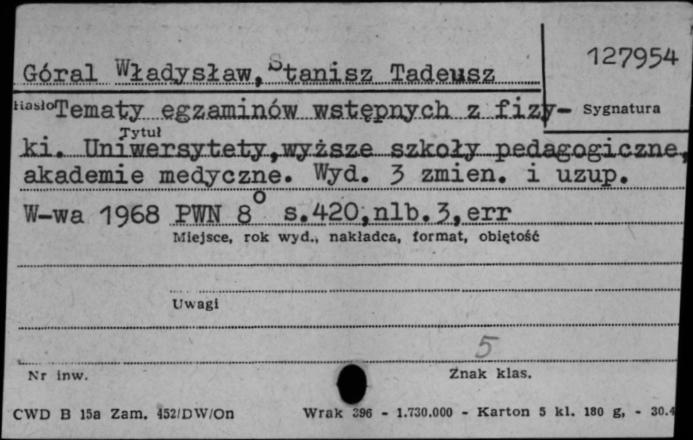 127954
Góral Władysław, Stanisz Tadeusz
Hasło Tematy egzaminów wstępnych z fizy- Sygnatura
Tytuł
ki. Uniwersytety, wyższe szkoły pedagogiczne,
akademie medyczne. Wyd. 3 zmien. i uzup.
W-wa 1968 PWN 8° s.420,nlb.3,err
Miejsce, rok wyd., nakładca, format, objętość
Uwagi
5
Nr inw. Znak klas.
CWD B 15a Zam. 452/DW/On Wrak 396 - 1.730.000 - Karton 5 kl. 180 g, - 30.4